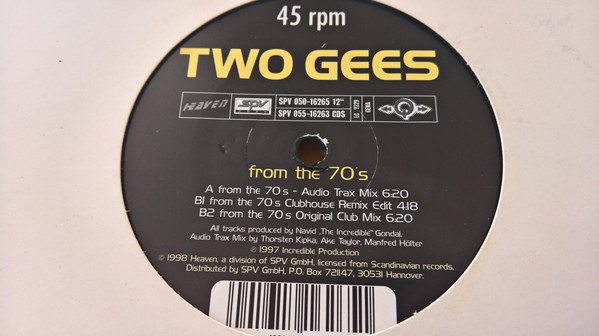 45 rpm
TWO GEES
HEAVEN SPV SPV 050-16265 12" LC 2329 GEMA
SPV 055-16263 CDS
from the 70's
A from the 70's - Audio Trax Mix 6:20
B1 from the 70's Clubhouse Remix Edit 4:18
B2 from the 70's Original Club Mix 6:20
All tracks produced by Navid „The Incredible" Gondal.
Audio Trax Mix by Thorsten Kipka, Ake Taylor, Manfred Hölter
℗ 1997 Incredible Production
© 1998 Heaven, a division of SPV GmbH, licensed from Scandinavian records.
Distributed by SPV GmbH, P.O. Box 721147, 30531 Hannover.